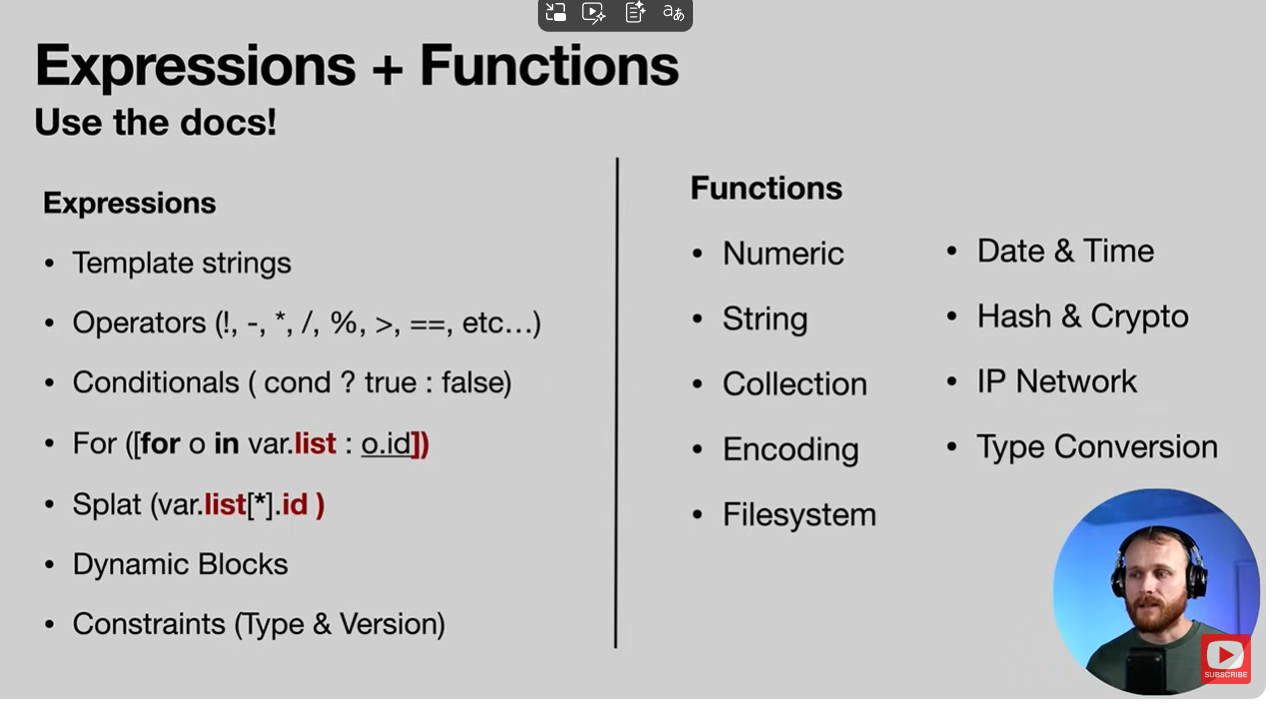 Expressions + Functions
Use the docs!
Expressions
• Template strings
• Operators (!, -, *, /, %, >, ==, etc…)
• Conditionals ( cond ? true : false)
• For ([for o in var.list : o.id])
• Splat (var.list[*].id )
• Dynamic Blocks
• Constraints (Type & Version)
Functions
• Numeric
• String
• Collection
• Encoding
• Filesystem
• Date & Time
• Hash & Crypto
• IP Network
• Type Conversion
SUBSCRIBE